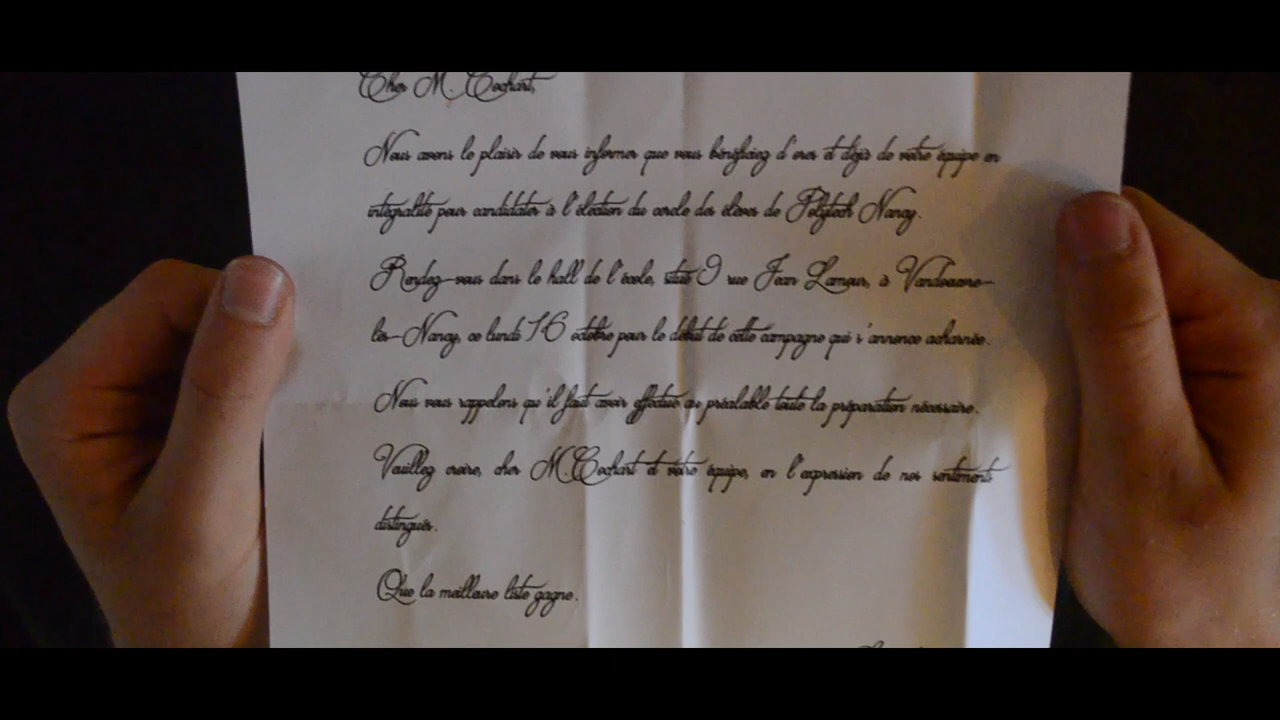 Cher M. Cochart,
Nous avons le plaisir de vous informer que vous bénéficiez d'ores et déjà de votre équipe en
intégralité pour candidater à l'élection du cercle des élèves de Polytech Nancy.
Rendez-vous dans le hall de l'école, situé 9 rue Jean Lamour, à Vandoeuvre-
lès-Nancy, ce lundi 16 octobre pour le début de cette campagne qui s'annonce acharnée.
Nous vous rappelons qu'il faut avoir effectué au préalable toute la préparation nécessaire.
Veuillez croire, cher M.Cochart et votre équipe, en l'expression de nos sentiments
distingués.
Que la meilleure liste gagne.